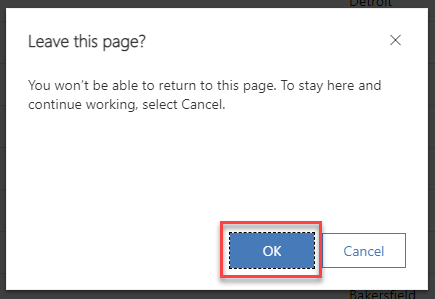 Detroit
Leave this page?
You won't be able to return to this page. To stay here and
continue working, select Cancel.
OK
Cancel
Bakersfield